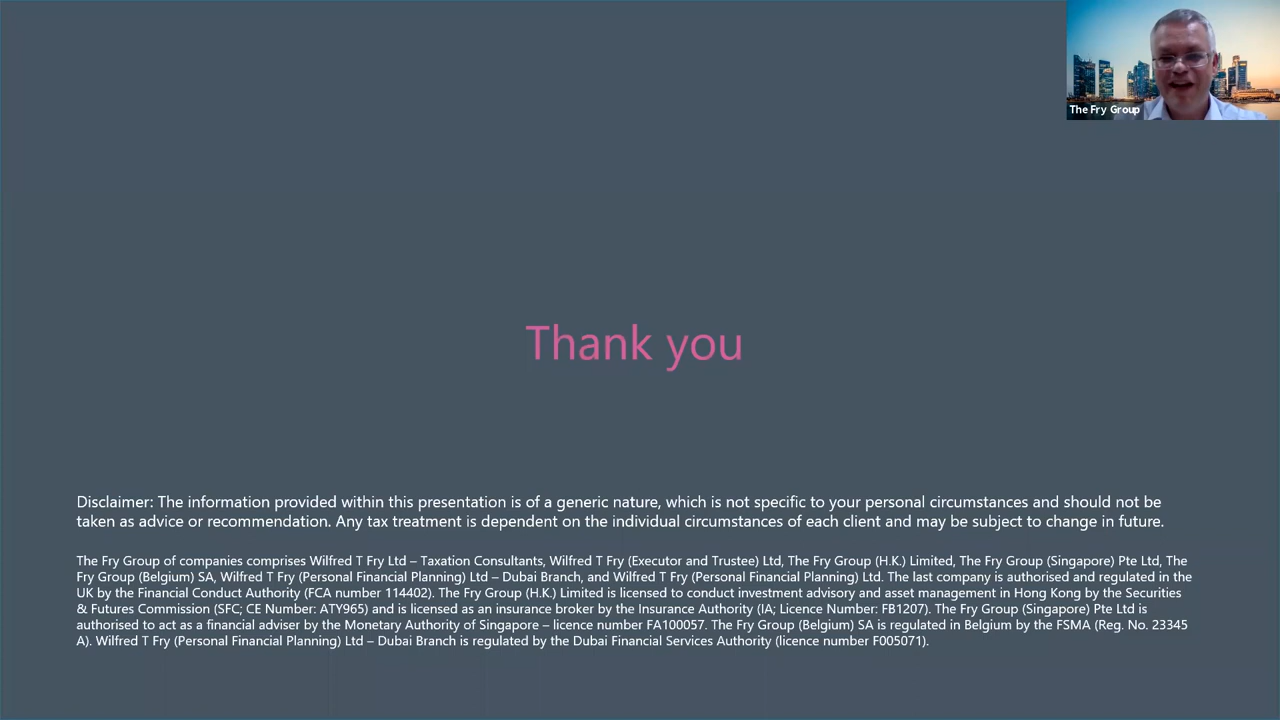 The Fry Group
Thank you
Disclaimer: The information provided within this presentation is of a generic nature, which is not specific to your personal circumstances and should not be
taken as advice or recommendation. Any tax treatment is dependent on the individual circumstances of each client and may be subject to change in future.
The Fry Group of companies comprises Wilfred T Fry Ltd – Taxation Consultants, Wilfred T Fry (Executor and Trustee) Ltd, The Fry Group (H.K.) Limited, The Fry Group (Singapore) Pte Ltd, The
Fry Group (Belgium) SA, Wilfred T Fry (Personal Financial Planning) Ltd – Dubai Branch, and Wilfred T Fry (Personal Financial Planning) Ltd. The last company is authorised and regulated in the
UK by the Financial Conduct Authority (FCA number 114402). The Fry Group (H.K.) Limited is licensed to conduct investment advisory and asset management in Hong Kong by the Securities
& Futures Commission (SFC; CE Number: ATY965) and is licensed as an insurance broker by the Insurance Authority (IA; Licence Number: FB1207). The Fry Group (Singapore) Pte Ltd is
authorised to act as a financial adviser by the Monetary Authority of Singapore – licence number FA100057. The Fry Group (Belgium) SA is regulated in Belgium by the FSMA (Reg. No. 23345
A). Wilfred T Fry (Personal Financial Planning) Ltd – Dubai Branch is regulated by the Dubai Financial Services Authority (licence number F005071).